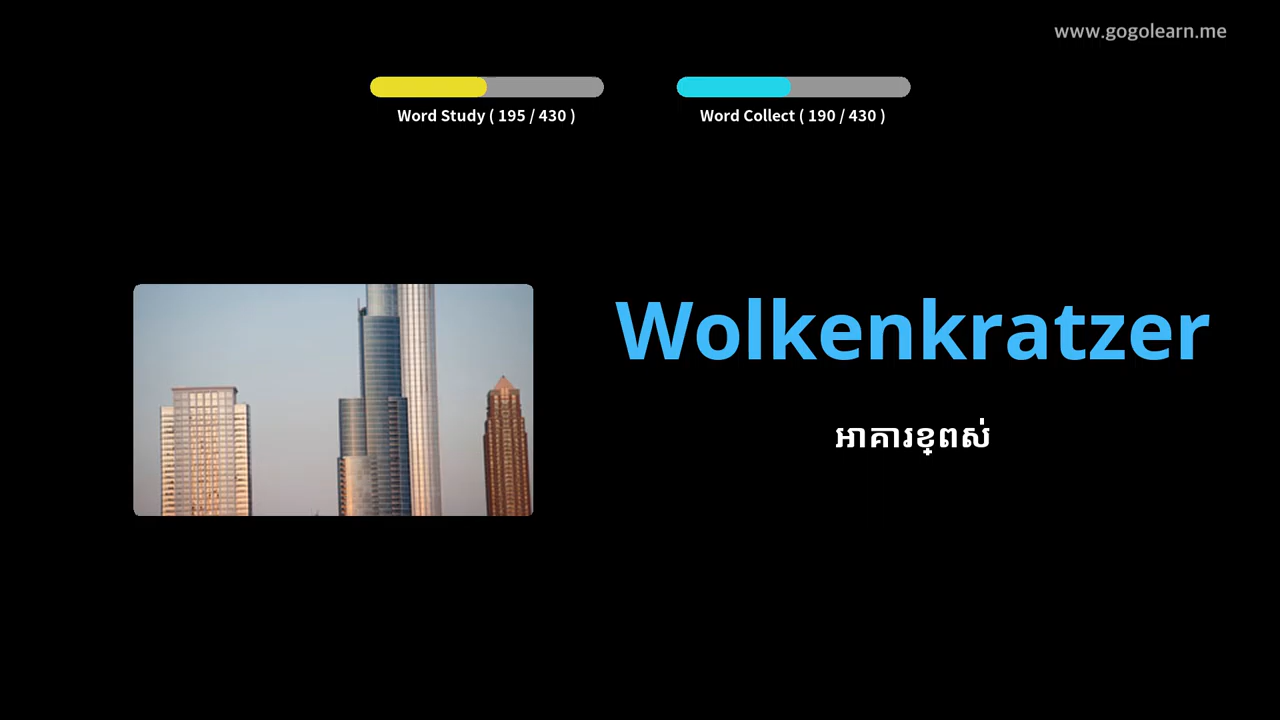 www.gogolearn.me
Word Study ( 195 / 430 )
Word Collect ( 190 / 430 )
Wolkenkratzer
អាគារខ្ពស់